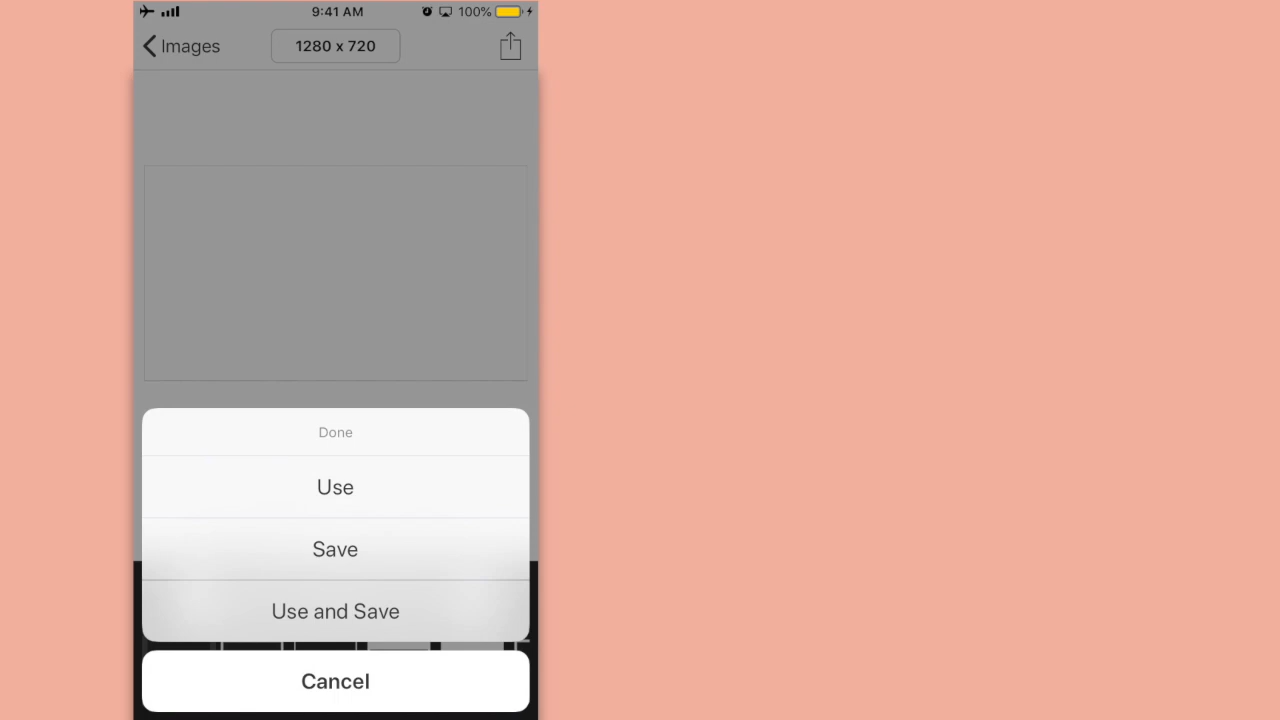 9:41 AM
100%
Images
1280 x 720
Done
Use
Save
Use and Save
Cancel